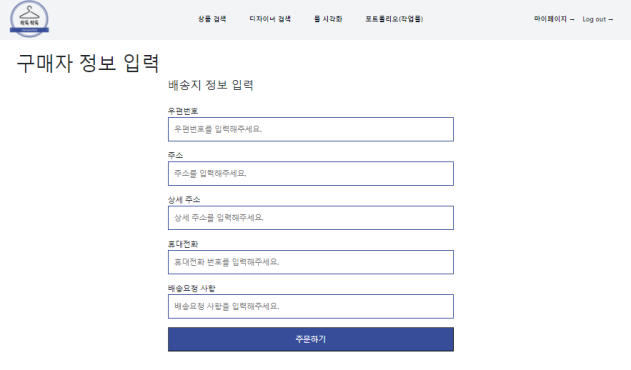 상품 검색 디자이너 검색 룰 시각화 포트폴리오(작업물) 마이페이지 → Log out →
구매자 정보 입력
배송지 정보 입력
우편번호
우편번호를 입력해주세요.
주소
주소를 입력해주세요.
상세 주소
상세 주소를 입력해주세요.
휴대전화
휴대전화 번호를 입력해주세요.
배송요청 사항
배송요청 사항을 입력해주세요.
주문하기